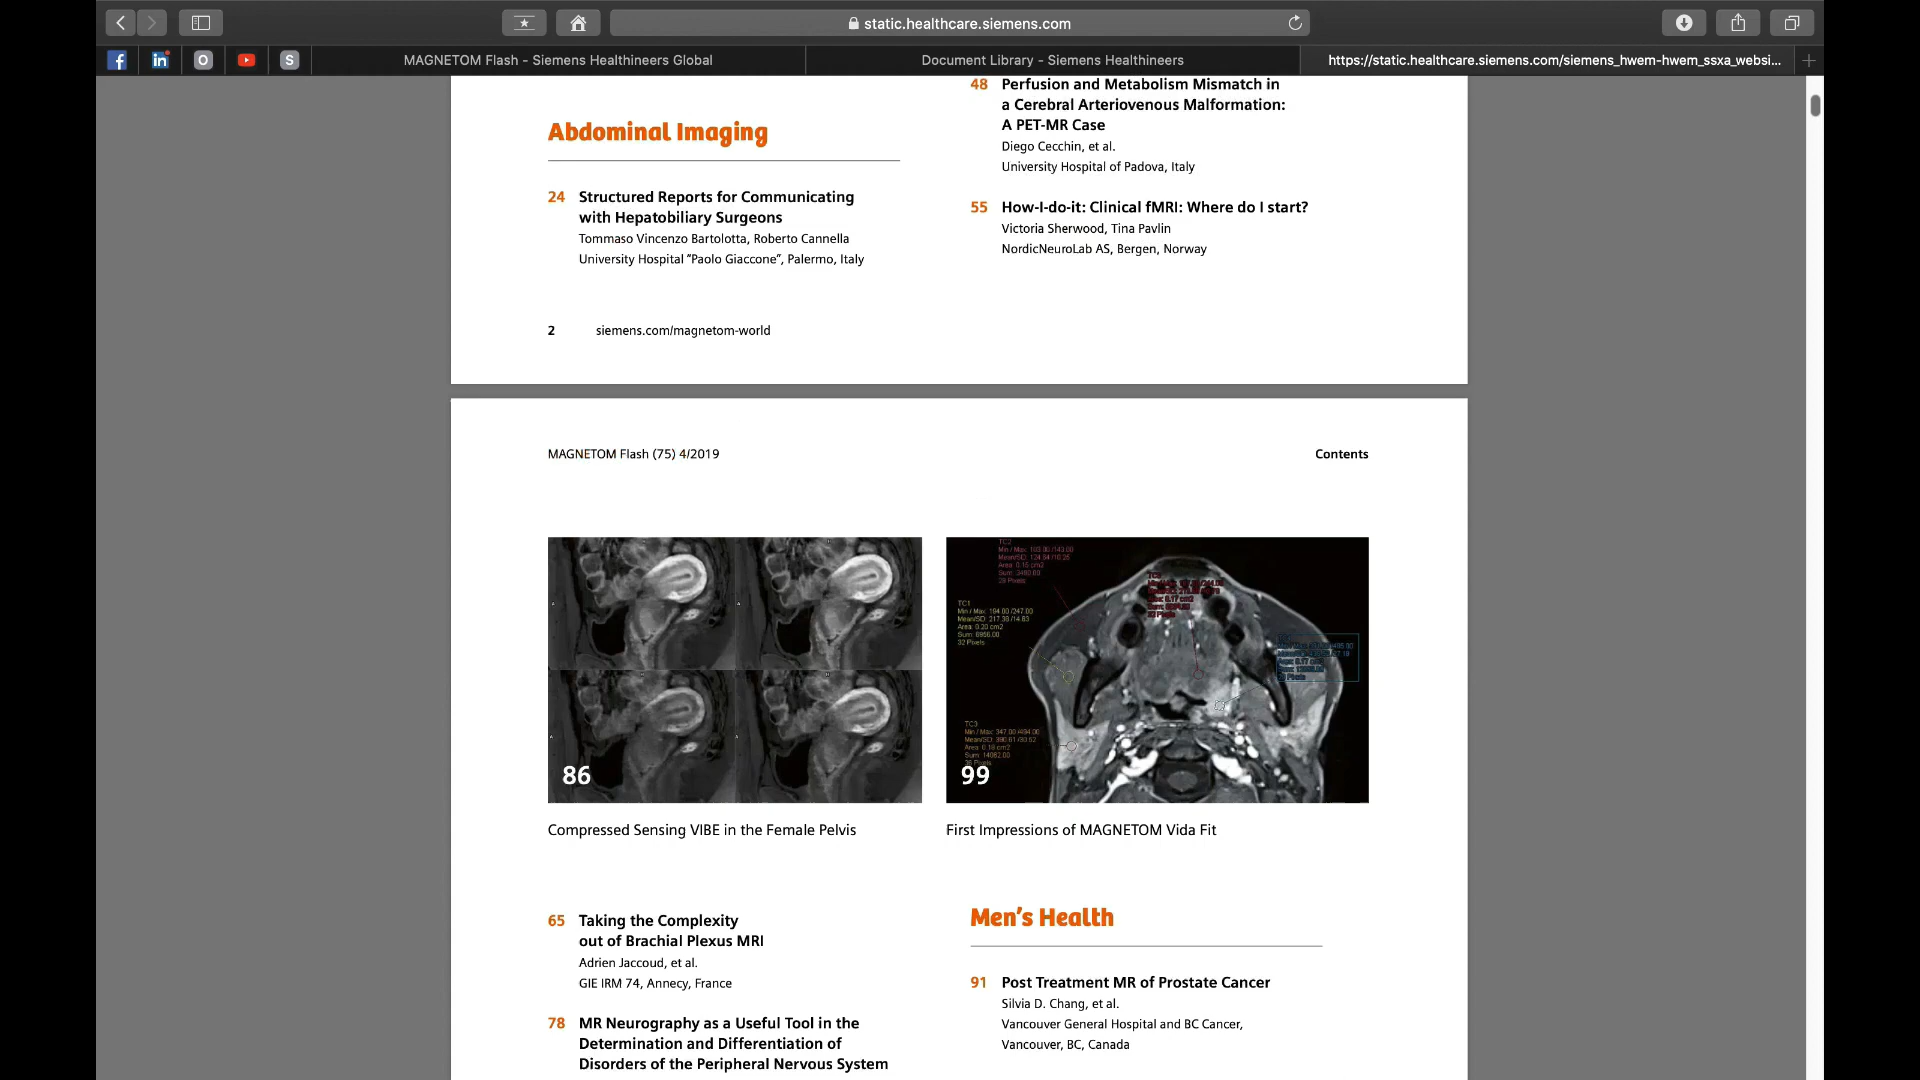 static.healthcare.siemens.com
O
S
MAGNETOM Flash - Siemens Healthineers Global
Document Library - Siemens Healthineers
https://static.healthcare.siemens.com/siemens_hwem-hwem_ssxa_websi...
Abdominal Imaging
24 Structured Reports for Communicating
with Hepatobiliary Surgeons
Tommaso Vincenzo Bartolotta, Roberto Cannella
University Hospital “Paolo Giaccone”, Palermo, Italy
48 Perfusion and Metabolism Mismatch in
a Cerebral Arteriovenous Malformation:
A PET-MR Case
Diego Cecchin, et al.
University Hospital of Padova, Italy
55 How-I-do-it: Clinical fMRI: Where do I start?
Victoria Sherwood, Tina Pavlin
NordicNeuroLab AS, Bergen, Norway
2 siemens.com/magnetom-world
MAGNETOM Flash (75) 4/2019
Contents
86
TC1
TC3
99
Compressed Sensing VIBE in the Female Pelvis
First Impressions of MAGNETOM Vida Fit
65 Taking the Complexity
out of Brachial Plexus MRI
Adrien Jaccoud, et al.
GIE IRM 74, Annecy, France
78 MR Neurography as a Useful Tool in the
Determination and Differentiation of
Disorders of the Peripheral Nervous System
Men’s Health
91 Post Treatment MR of Prostate Cancer
Silvia D. Chang, et al.
Vancouver General Hospital and BC Cancer,
Vancouver, BC, Canada